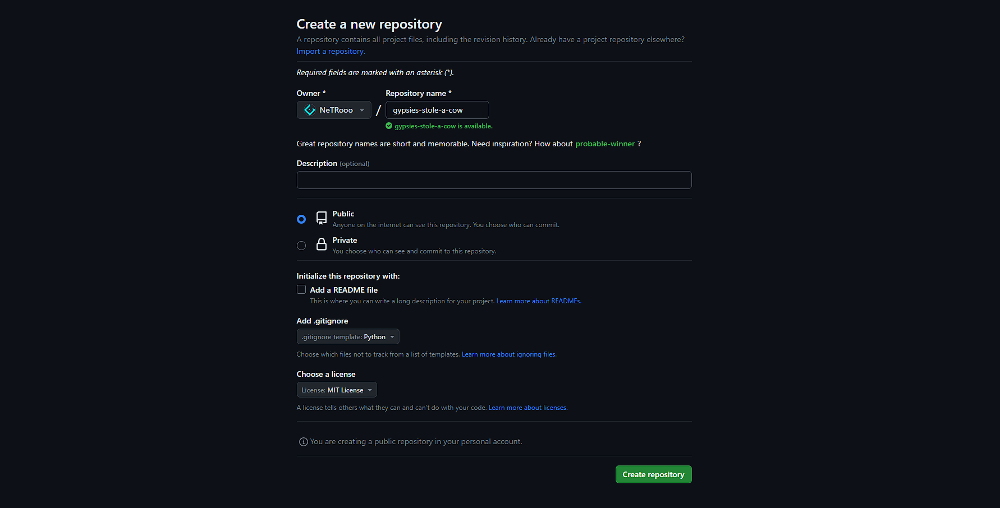 Create a new repository
A repository contains all project files, including the revision history. Already have a project repository elsewhere?
Import a repository.
Required fields are marked with an asterisk (*).
Owner * Repository name *
NeTRooo / gypsies-stole-a-cow
gypsies-stole-a-cow is available.
Great repository names are short and memorable. Need inspiration? How about probable-winner ?
Description (optional)
Public
Anyone on the internet can see this repository. You choose who can commit.
Private
You choose who can see and commit to this repository.
Initialize this repository with:
Add a README file
This is where you can write a long description for your project. Learn more about READMEs.
Add .gitignore
.gitignore template: Python
Choose which files not to track from a list of templates. Learn more about ignoring files.
Choose a license
License: MIT License
A license tells others what they can and can't do with your code. Learn more about licenses.
You are creating a public repository in your personal account.
Create repository